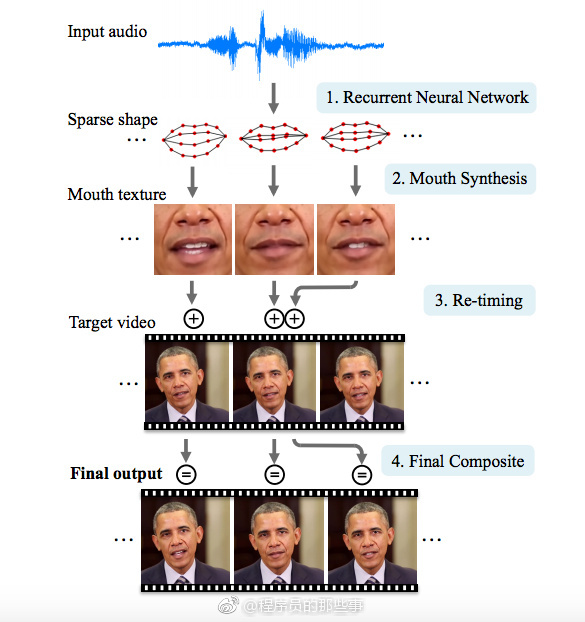 Input audio
1. Recurrent Neural Network
Sparse shape
... ...
2. Mouth Synthesis
Mouth texture
... ...
3. Re-timing
Target video
... ...
4. Final Composite
Final output
... ...
@程序员的那些事